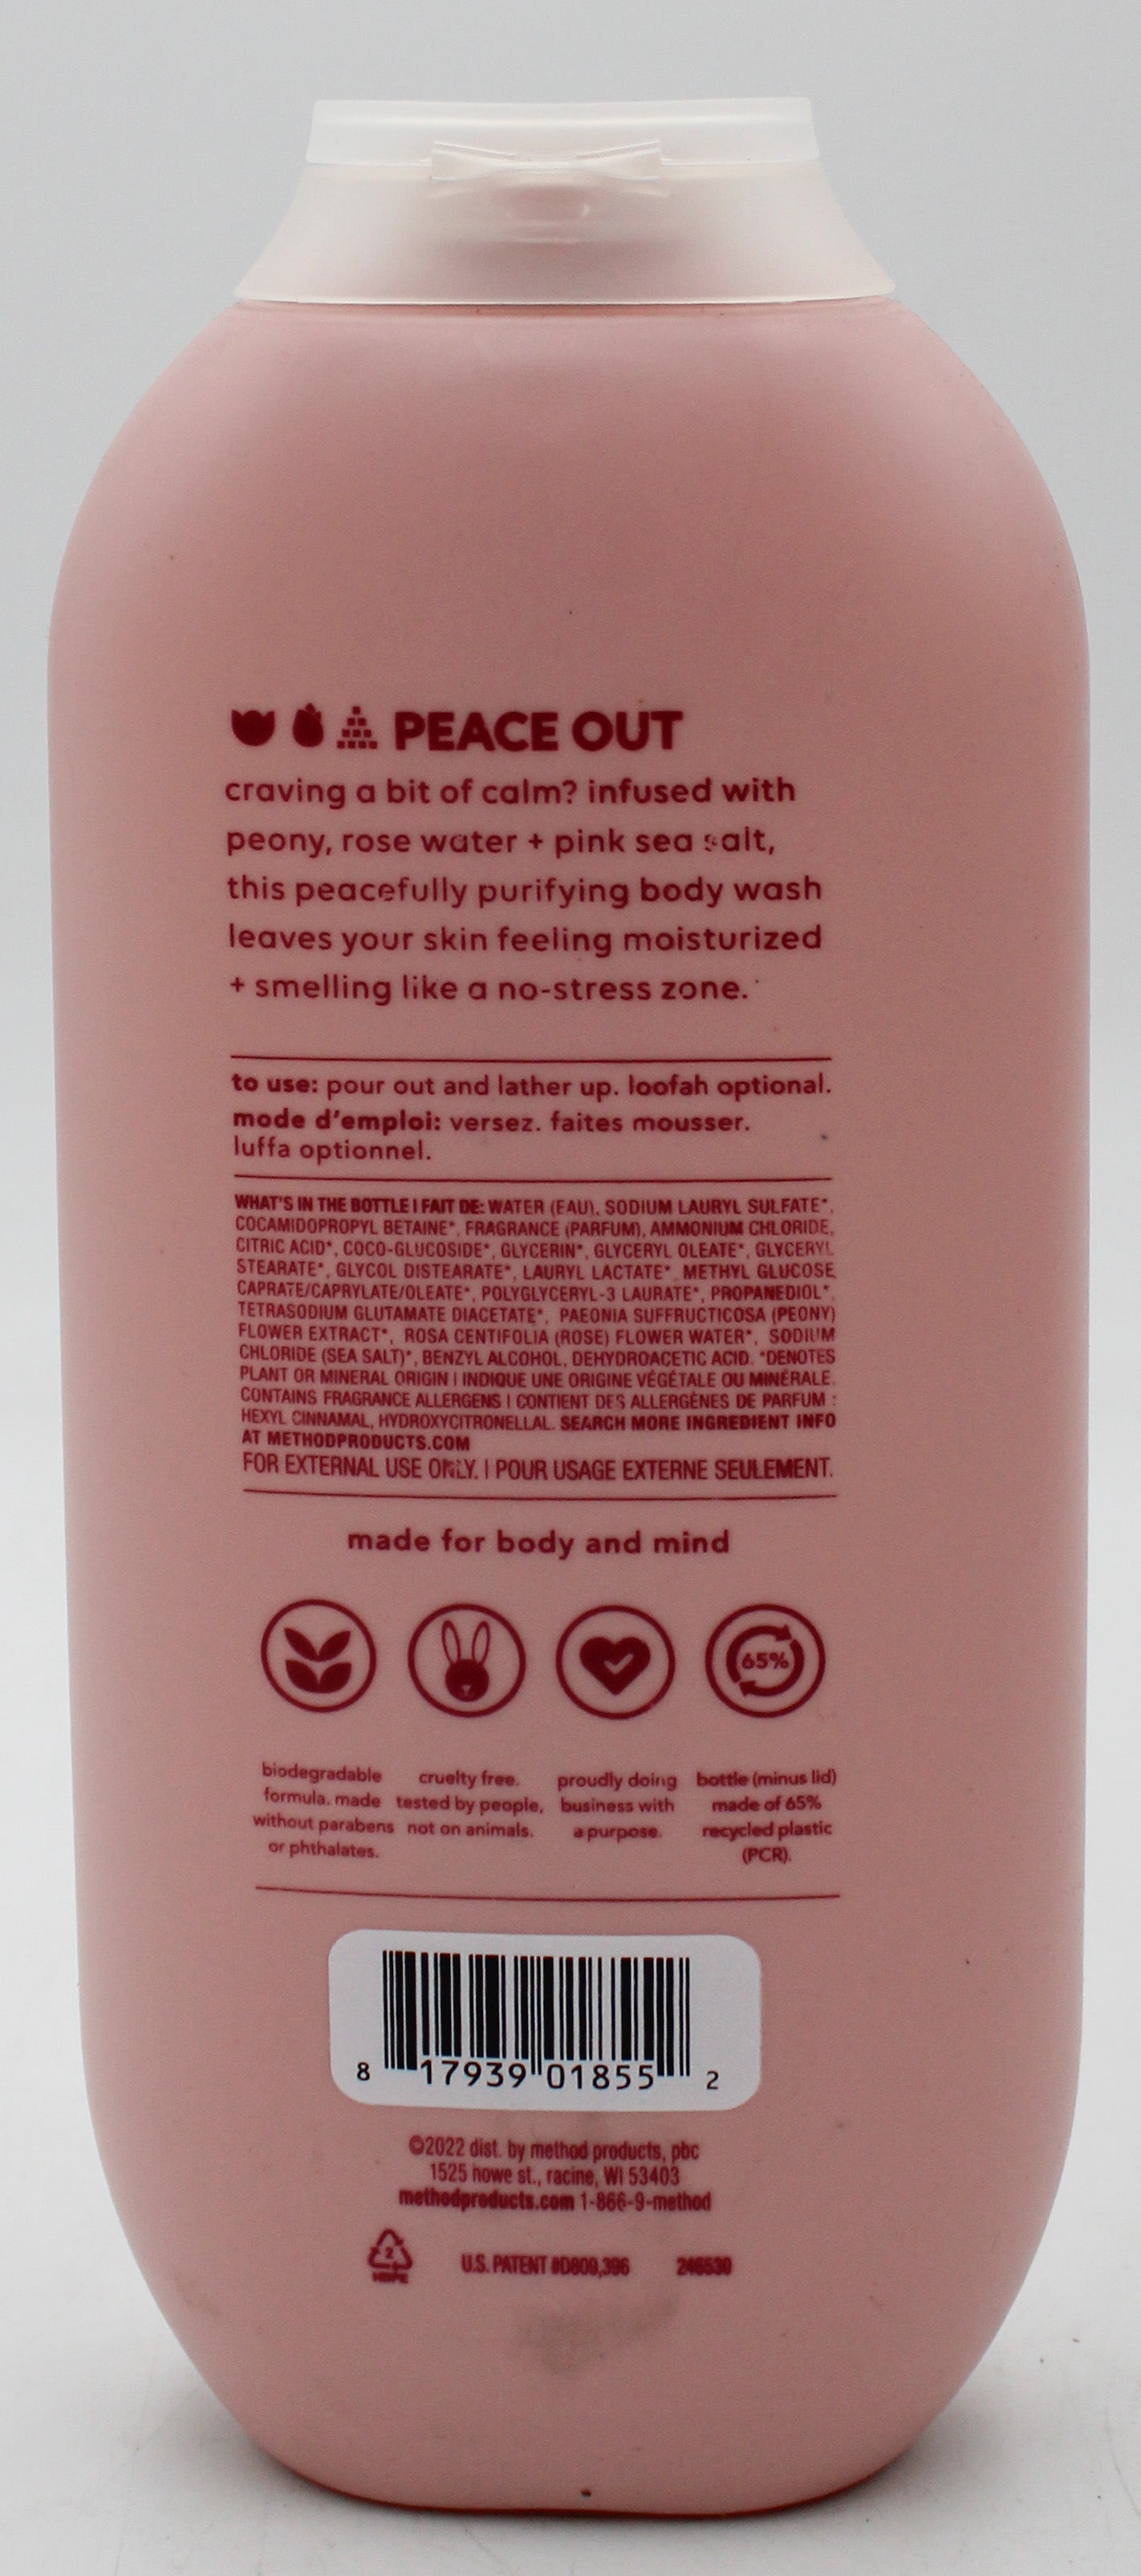 PEACE OUT
craving a bit of calm? infused with
peony, rose water + pink sea salt,
this peacefully purifying body wash
leaves your skin feeling moisturized
+ smelling like a no-stress zone.
to use: pour out and lather up. loofah optional.
mode d'emploi: versez. faites mousser.
luffa optionnel.
WHAT'S IN THE BOTTLE | FAIT DE: WATER (EAU), SODIUM LAURYL SULFATE*,
COCAMIDOPROPYL BETAINE*, FRAGRANCE (PARFUM), AMMONIUM CHLORIDE,
CITRIC ACID*, COCO-GLUCOSIDE*, GLYCERIN*, GLYCERYL OLEATE*, GLYCERYL
STEARATE*, GLYCOL DISTEARATE*, LAURYL LACTATE*, METHYL GLUCOSE
CAPRATE/CAPRYLATE/OLEATE*, POLYGLYCERYL-3 LAURATE*, PROPANEDIOL*,
TETRASODIUM GLUTAMATE DIACETATE*, PAEONIA SUFFRUCTICOSA (PEONY)
FLOWER EXTRACT*, ROSA CENTIFOLIA (ROSE) FLOWER WATER*, SODIUM
CHLORIDE (SEA SALT)*, BENZYL ALCOHOL, DEHYDROACETIC ACID. *DENOTES
PLANT OR MINERAL ORIGIN | INDIQUE UNE ORIGINE VÉGÉTALE OU MINÉRALE.
CONTAINS FRAGRANCE ALLERGENS | CONTIENT DES ALLERGÈNES DE PARFUM :
HEXYL CINNAMAL, HYDROXYCITRONELLAL. SEARCH MORE INGREDIENT INFO
AT METHODPRODUCTS.COM
FOR EXTERNAL USE ONLY. | POUR USAGE EXTERNE SEULEMENT.
made for body and mind
65%
biodegradable
formula. made
without parabens
or phthalates.
cruelty free.
tested by people,
not on animals.
proudly doing
business with
a purpose.
bottle (minus lid)
made of 65%
recycled plastic
(PCR).
8 17939 01855 2
©2022 dist. by method products, pbc
1525 howe st., racine, WI 53403
methodproducts.com 1-866-9-method
2
HDPE
U.S. PATENT #D809,396
246530